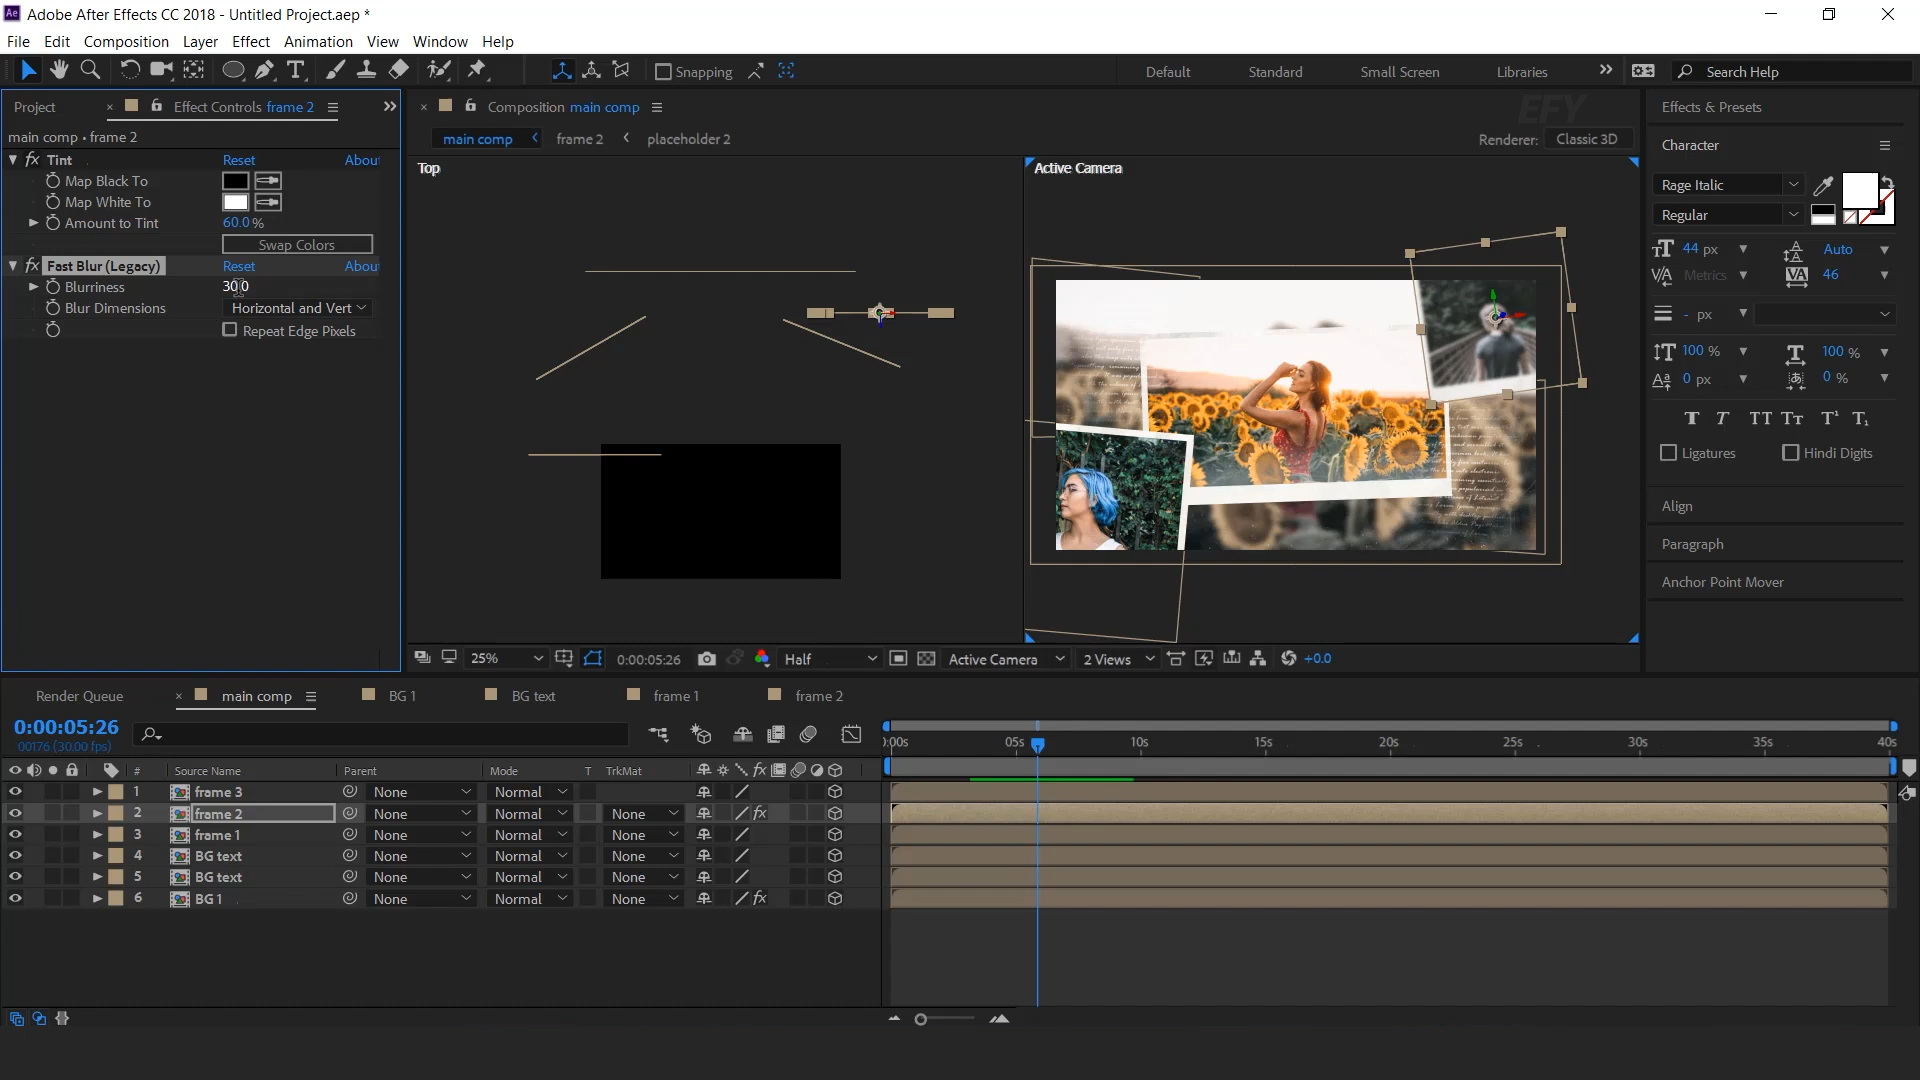 Adobe After Effects CC 2018 - Untitled Project.aep *
File Edit Composition Layer Effect Animation View Window Help
Snapping Default Standard Small Screen Libraries Search Help
Project Effect Controls frame 2
main comp • frame 2
Tint Reset About
Map Black To
Map White To
Amount to Tint 60.0 %
Swap Colors
Fast Blur (Legacy) Reset About
Blurriness 30.0
Blur Dimensions Horizontal and Vert
Repeat Edge Pixels
Composition main comp
EFY
main comp frame 2 placeholder 2
Renderer: Classic 3D
Top
Active Camera
25% 0:00:05:26 Half Active Camera 2 Views +0.0
Effects & Presets
Character
Rage Italic
Regular
44 px Auto
Metrics 46
- px
100 % 100 %
0 px 0 %
T T TT Tт T¹ T₁
Ligatures Hindi Digits
Align
Paragraph
Anchor Point Mover
Render Queue main comp BG 1 BG text frame 1 frame 2
0:00:05:26
00176 (30.00 fps)
):00s 05s 10s 15s 20s 25s 30s 35s 40s
# Source Name Parent Mode T TrkMat
1 frame 3 None Normal
2 frame 2 None Normal None
3 frame 1 None Normal None
4 BG text None Normal None
5 BG text None Normal None
6 BG 1 None Normal None